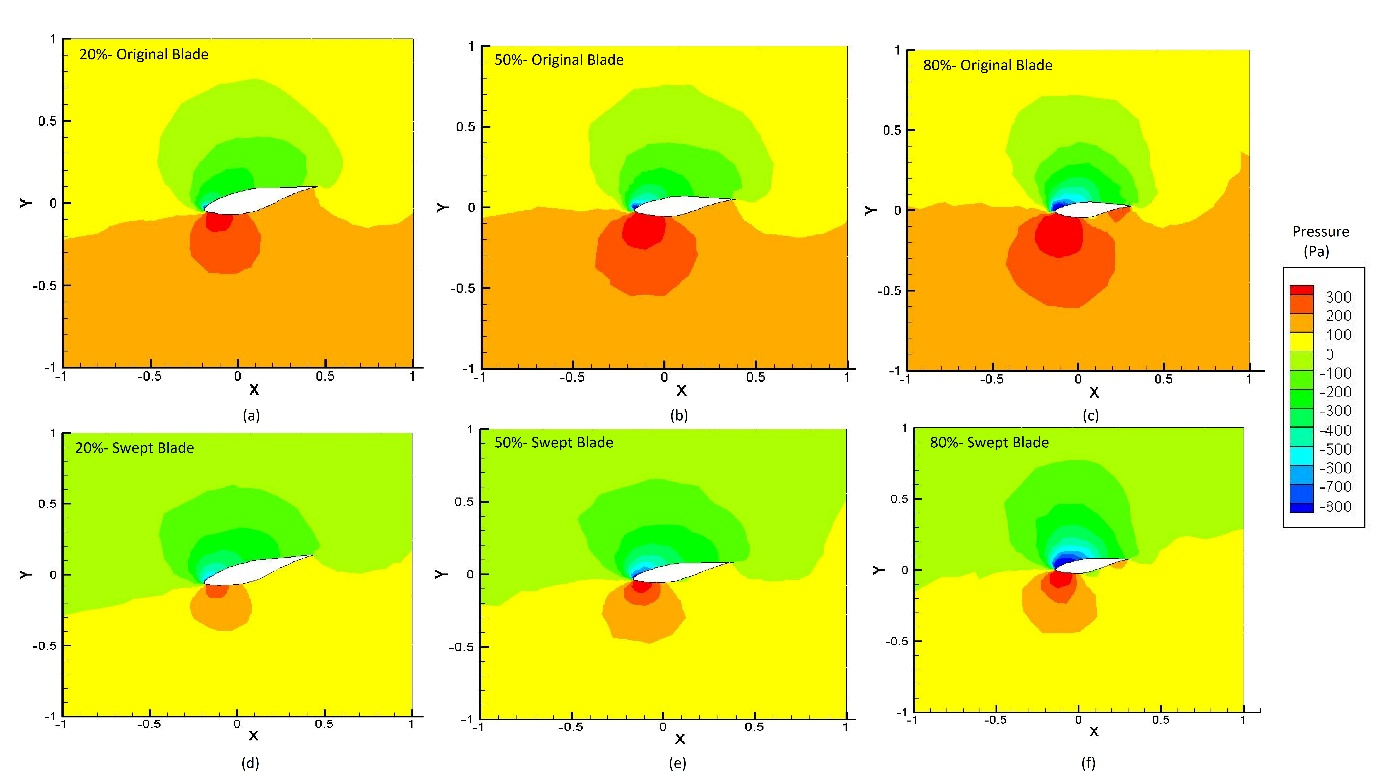 20%- Original Blade
1
0.5
Y
0
-0.5
-1
-1
-0.5
0
0.5
1
X
(a)
50%- Original Blade
1
0.5
Y
0
-0.5
-1
-1
-0.5
0
0.5
1
X
(b)
80%- Original Blade
1
0.5
Y
0
-0.5
-1
-1
-0.5
0
0.5
1
X
(c)
Pressure
(Pa)
300
200
100
0
-100
-200
-300
-400
-500
-600
-700
-800
20%- Swept Blade
1
0.5
Y
0
-0.5
-1
-1
-0.5
0
0.5
1
X
(d)
50%- Swept Blade
1
0.5
Y
0
-0.5
-1
-1
-0.5
0
0.5
1
X
(e)
80%- Swept Blade
1
0.5
Y
0
-0.5
-1
-1
-0.5
0
0.5
1
X
(f)